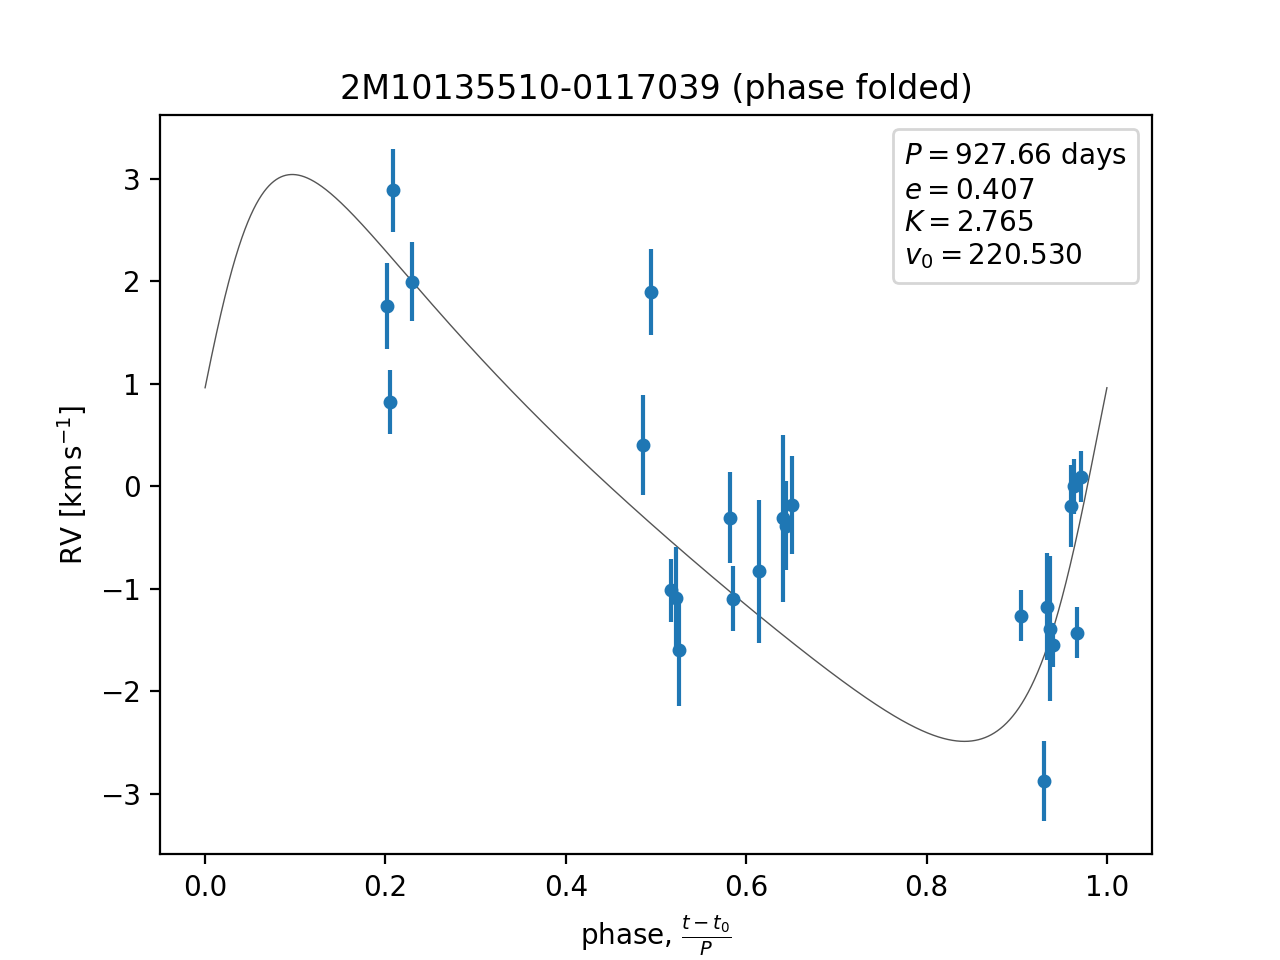 2M10135510-0117039 (phase folded)
P = 927.66 days
e = 0.407
K = 2.765
v₀ = 220.530
RV [km s⁻¹]
3
2
1
0
−1
−2
−3
0.0 0.2 0.4 0.6 0.8 1.0
phase, (t − t₀)/P